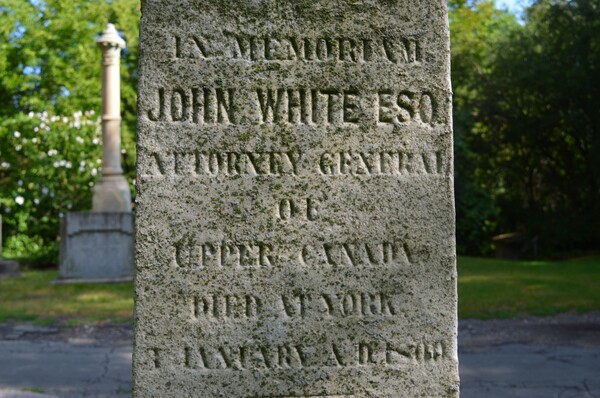 IN MEMORIAM
JOHN WHITE ESQ.
ATTORNEY GENERAL
OF
UPPER CANADA
DIED AT YORK
JANUARY A.D. 1800